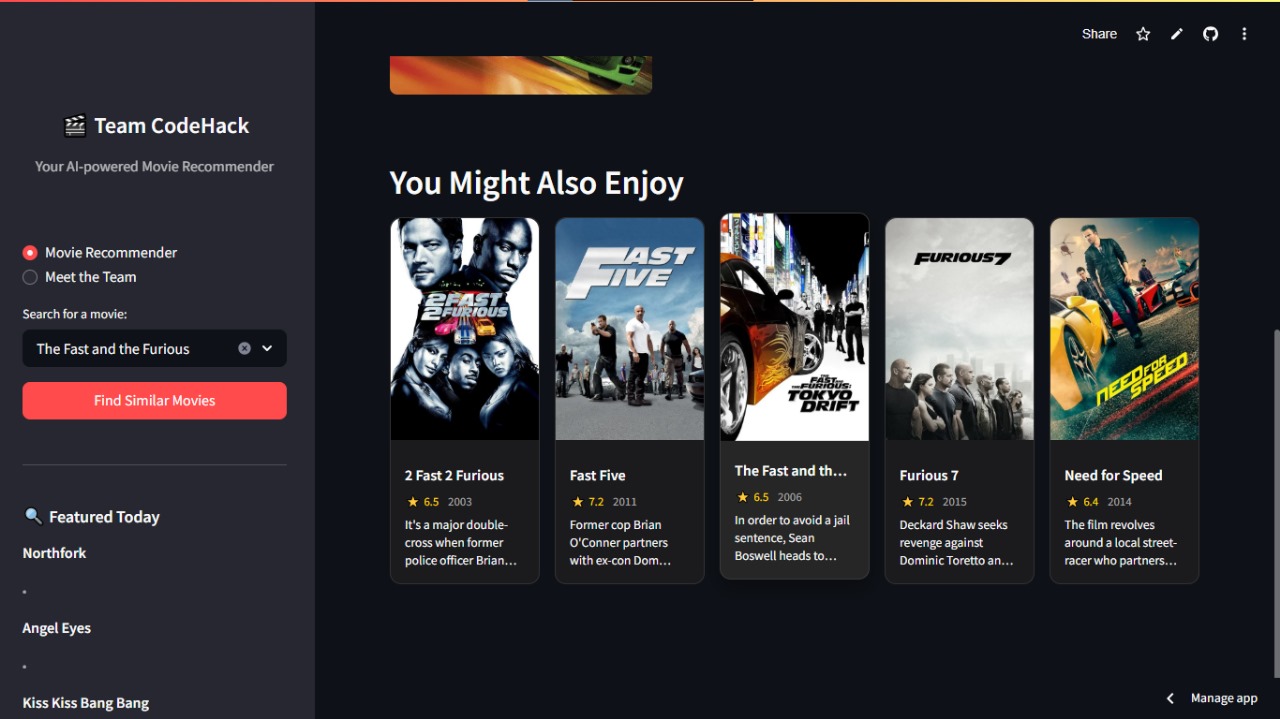 Share
🎬 Team CodeHack
Your AI-powered Movie Recommender
Movie Recommender
Meet the Team
Search for a movie:
The Fast and the Furious
Find Similar Movies
🔍 Featured Today
Northfork
•
Angel Eyes
•
Kiss Kiss Bang Bang
You Might Also Enjoy
2 FAST
2 FURIOUS
2 Fast 2 Furious
★ 6.5 2003
It's a major double-
cross when former
police officer Brian…
FAST
FIVE
Fast Five
★ 7.2 2011
Former cop Brian
O'Conner partners
with ex-con Dom…
THE
FAST AND
THE FURIOUS:
TOKYO
DRIFT
The Fast and th…
★ 6.5 2006
In order to avoid a jail
sentence, Sean
Boswell heads to…
FURIOUS 7
Furious 7
★ 7.2 2015
Deckard Shaw seeks
revenge against
Dominic Toretto an…
NEED FOR
SPEED
Need for Speed
★ 6.4 2014
The film revolves
around a local street-
racer who partners…
Manage app